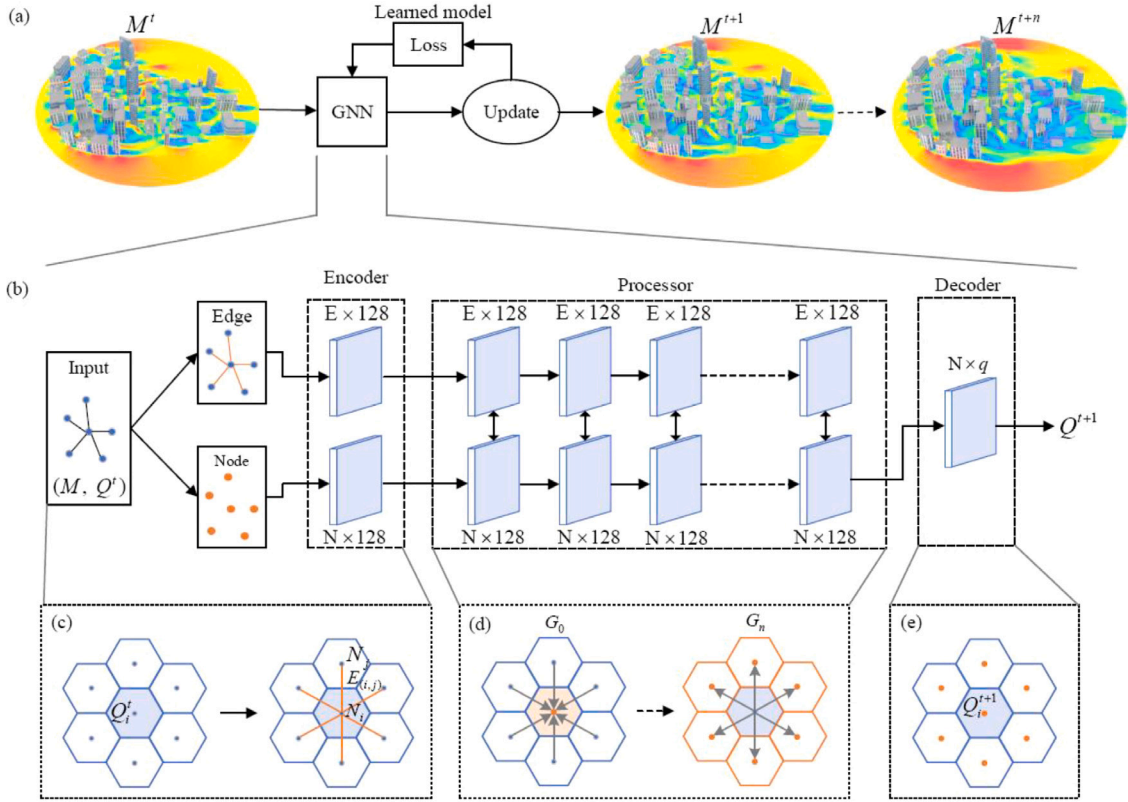 (a)
M^t
Learned model
Loss
GNN
Update
M^{t+1}
M^{t+n}
(b)
Encoder
Processor
Decoder
Input
(M, Q^t)
Edge
Node
E × 128
N × 128
E × 128
E × 128
E × 128
E × 128
N × 128
N × 128
N × 128
N × 128
N × q
Q^{t+1}
(c)
Q_i^t
N_j
E_{(i,j)}
N_i
(d)
G_0
G_n
(e)
Q_i^{t+1}